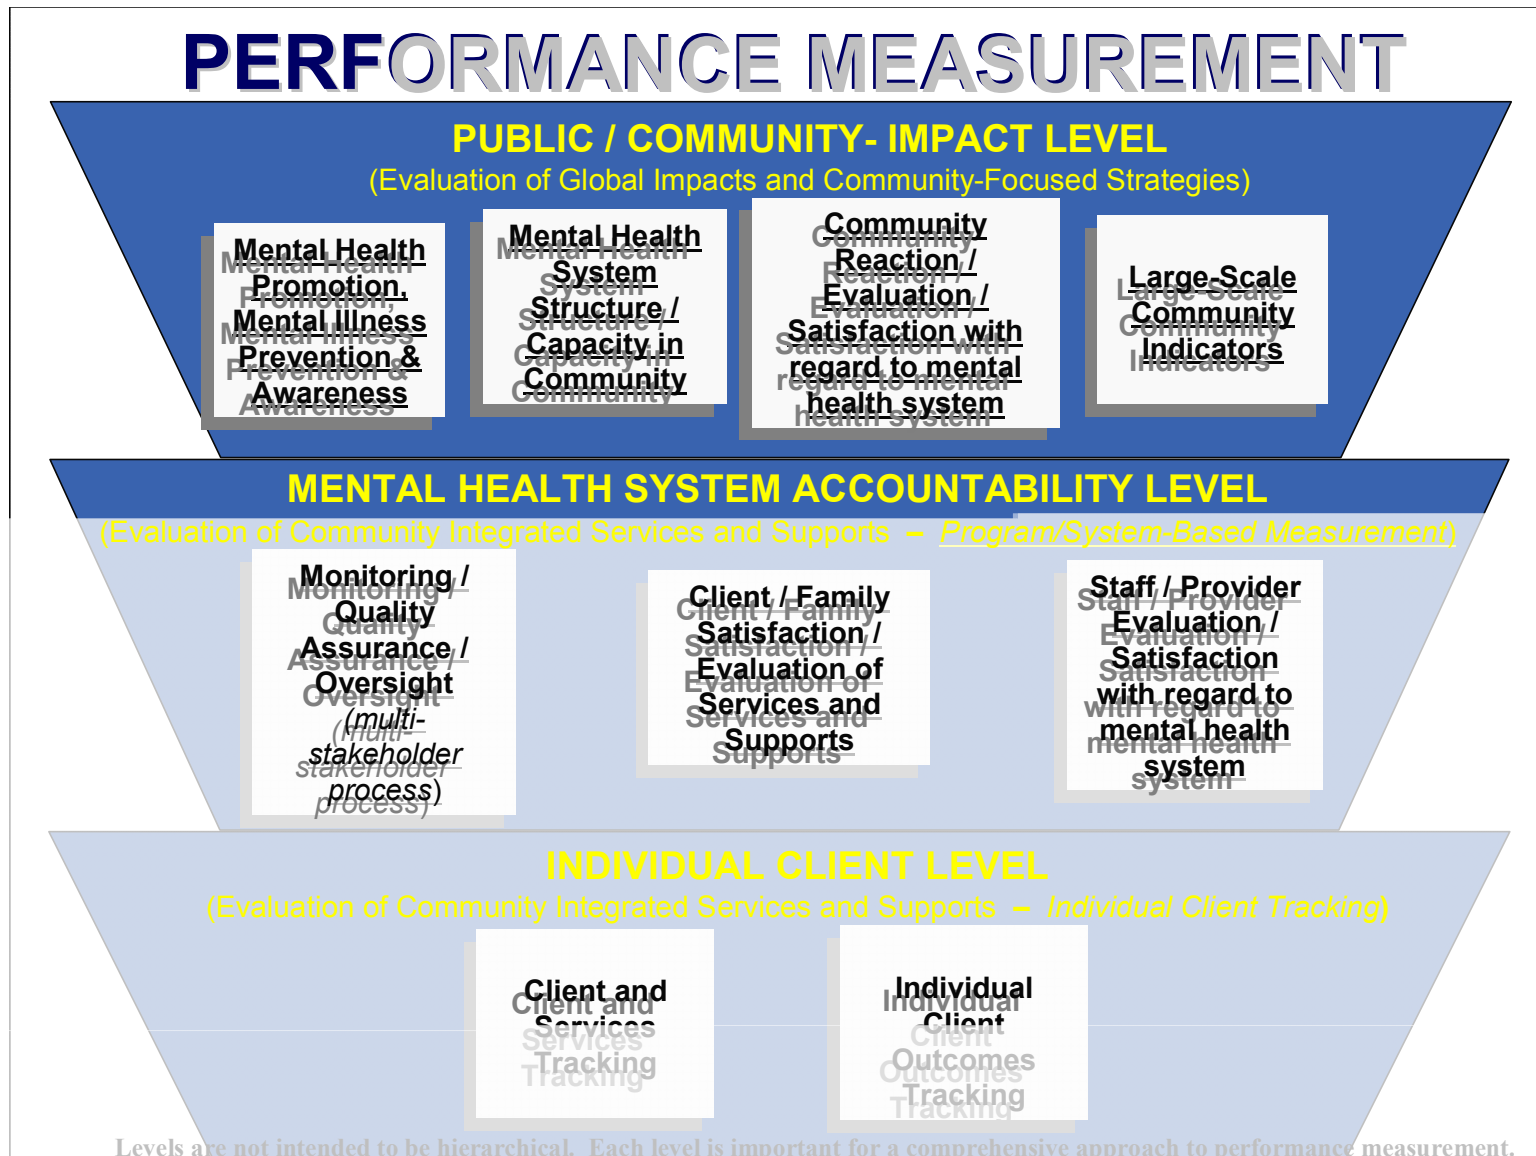 PERFORMANCE MEASUREMENT
PUBLIC / COMMUNITY- IMPACT LEVEL
(Evaluation of Global Impacts and Community-Focused Strategies)
Mental Health
Promotion,
Mental Illness
Prevention &
Awareness
Mental Health
System
Structure /
Capacity in
Community
Community
Reaction /
Evaluation /
Satisfaction with
regard to mental
health system
Large-Scale
Community
Indicators
MENTAL HEALTH SYSTEM ACCOUNTABILITY LEVEL
(Evaluation of Community Integrated Services and Supports – Program/System-Based Measurement)
Monitoring /
Quality
Assurance /
Oversight
(multi-
stakeholder
process)
Client / Family
Satisfaction /
Evaluation of
Services and
Supports
Staff / Provider
Evaluation /
Satisfaction
with regard to
mental health
system
INDIVIDUAL CLIENT LEVEL
(Evaluation of Community Integrated Services and Supports – Individual Client Tracking)
Client and
Services
Tracking
Individual
Client
Outcomes
Tracking
Levels are not intended to be hierarchical. Each level is important for a comprehensive approach to performance measurement.